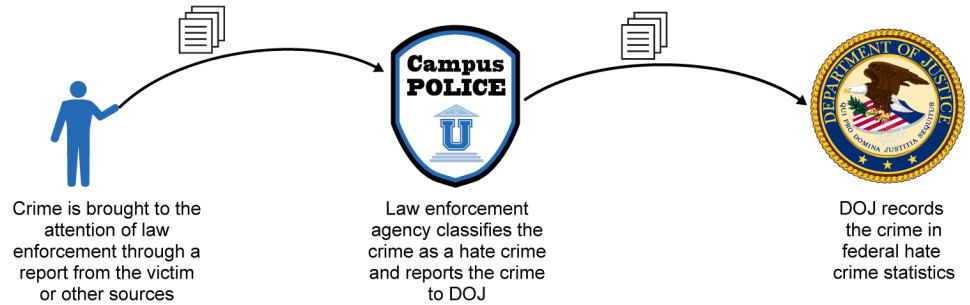 Campus
POLICE
U
DEPARTMENT OF JUSTICE
QUI PRO DOMINA JUSTITIA SEQUITUR
Crime is brought to the
attention of law
enforcement through a
report from the victim
or other sources
Law enforcement
agency classifies the
crime as a hate crime
and reports the crime
to DOJ
DOJ records
the crime in
federal hate
crime statistics